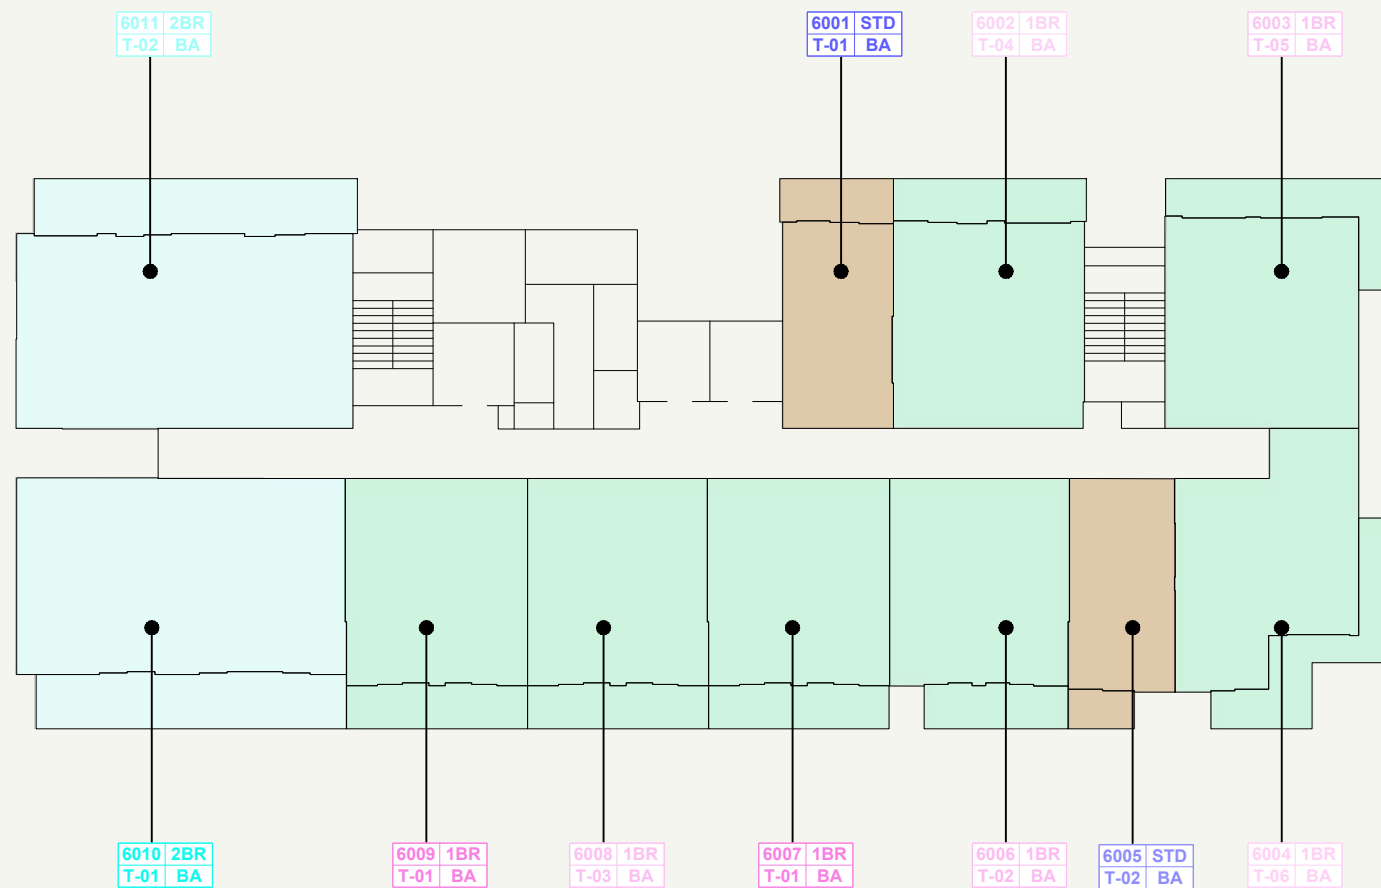 6011 2BR
T-02 BA
6001 STD
T-01 BA
6002 1BR
T-04 BA
6003 1BR
T-05 BA
6010 2BR
T-01 BA
6009 1BR
T-01 BA
6008 1BR
T-03 BA
6007 1BR
T-01 BA
6006 1BR
T-02 BA
6005 STD
T-02 BA
6004 1BR
T-06 BA